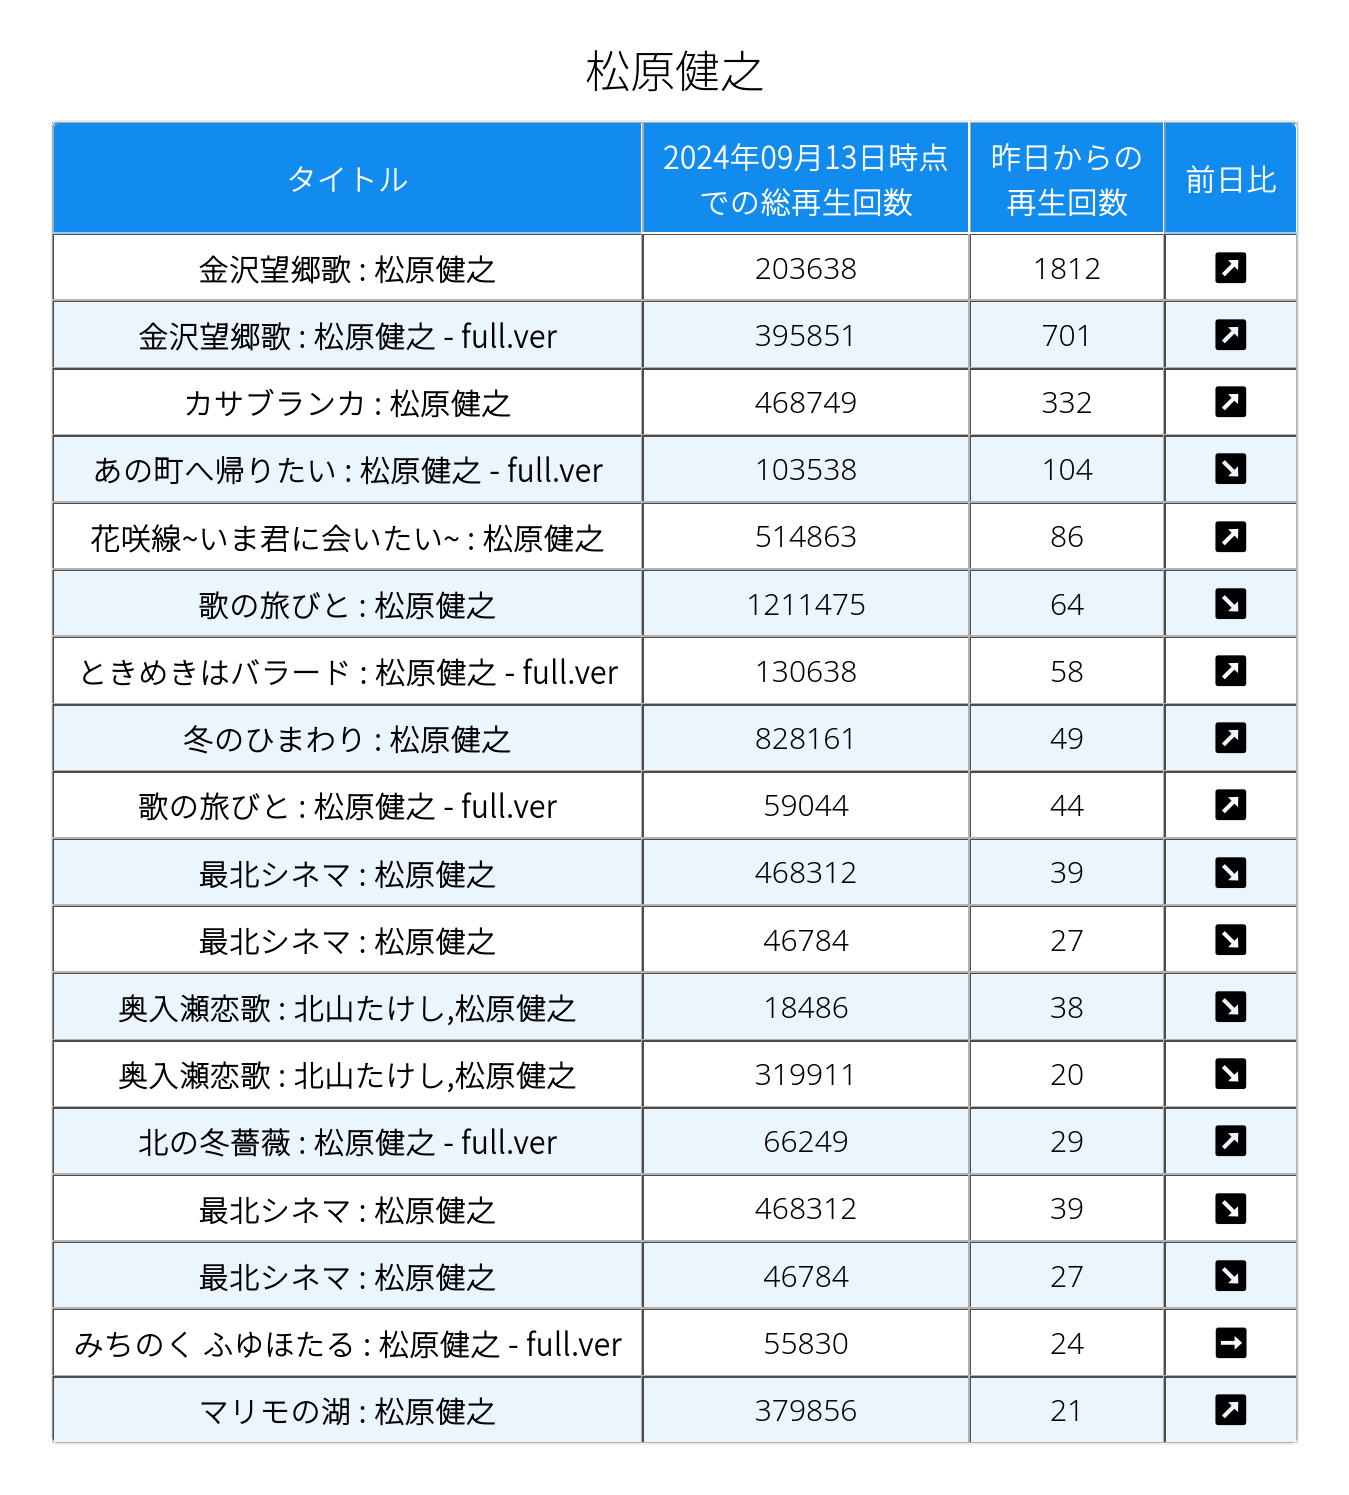 松原健之
タイトル
2024年09月13日時点
での総再生回数
昨日からの
再生回数
前日比
金沢望郷歌 : 松原健之 203638 1812 ↗
金沢望郷歌 : 松原健之 - full.ver 395851 701 ↗
カサブランカ : 松原健之 468749 332 ↗
あの町へ帰りたい : 松原健之 - full.ver 103538 104 ↘
花咲線~いま君に会いたい~ : 松原健之 514863 86 ↗
歌の旅びと : 松原健之 1211475 64 ↘
ときめきはバラード : 松原健之 - full.ver 130638 58 ↗
冬のひまわり : 松原健之 828161 49 ↗
歌の旅びと : 松原健之 - full.ver 59044 44 ↗
最北シネマ : 松原健之 468312 39 ↘
最北シネマ : 松原健之 46784 27 ↘
奥入瀬恋歌 : 北山たけし,松原健之 18486 38 ↘
奥入瀬恋歌 : 北山たけし,松原健之 319911 20 ↘
北の冬薔薇 : 松原健之 - full.ver 66249 29 ↗
最北シネマ : 松原健之 468312 39 ↘
最北シネマ : 松原健之 46784 27 ↘
みちのく ふゆほたる : 松原健之 - full.ver 55830 24 →
マリモの湖 : 松原健之 379856 21 ↗